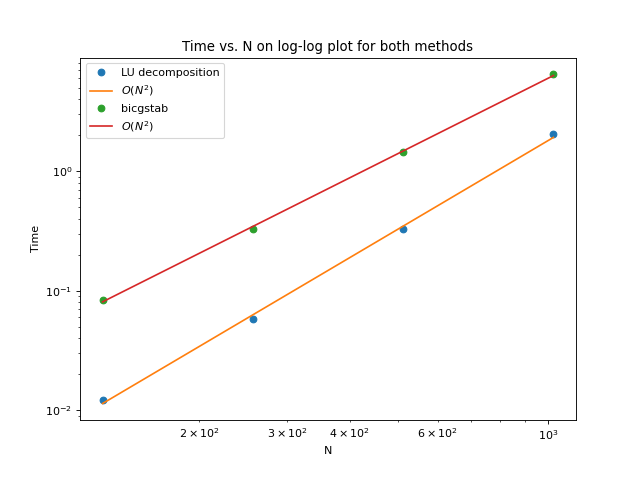 Time vs. N on log-log plot for both methods
LU decomposition
O(N²)
bicgstab
O(N²)
10⁰
10⁻¹
10⁻²
Time
2 × 10² 3 × 10² 4 × 10² 6 × 10² 10³
N